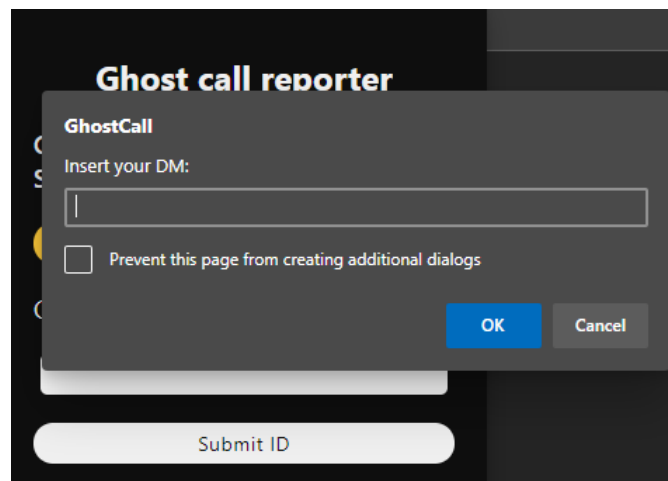 Ghost call reporter
GhostCall
Insert your DM:
Prevent this page from creating additional dialogs
OK
Cancel
Submit ID